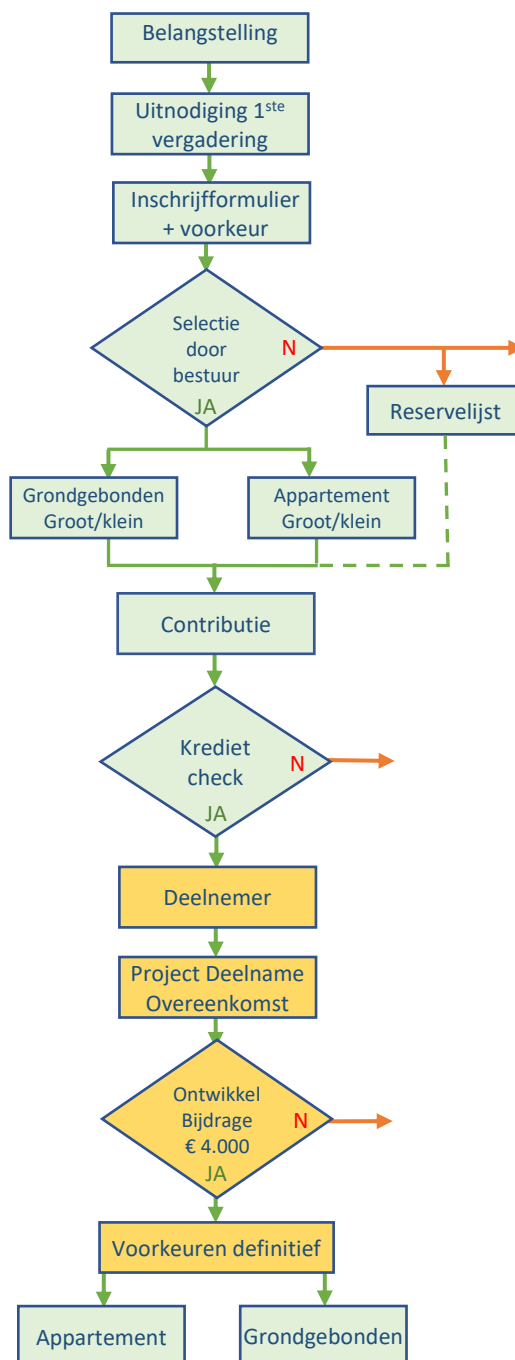 Belangstelling
Uitnodiging 1ste
vergadering
Inschrijfformulier
+ voorkeur
Selectie
door
bestuur
N
JA
Reservelijst
Grondgebonden
Groot/klein
Appartement
Groot/klein
Contributie
Krediet
check
N
JA
Deelnemer
Project Deelname
Overeenkomst
Ontwikkel
Bijdrage
€ 4.000
N
JA
Voorkeuren definitief
Appartement
Grondgebonden